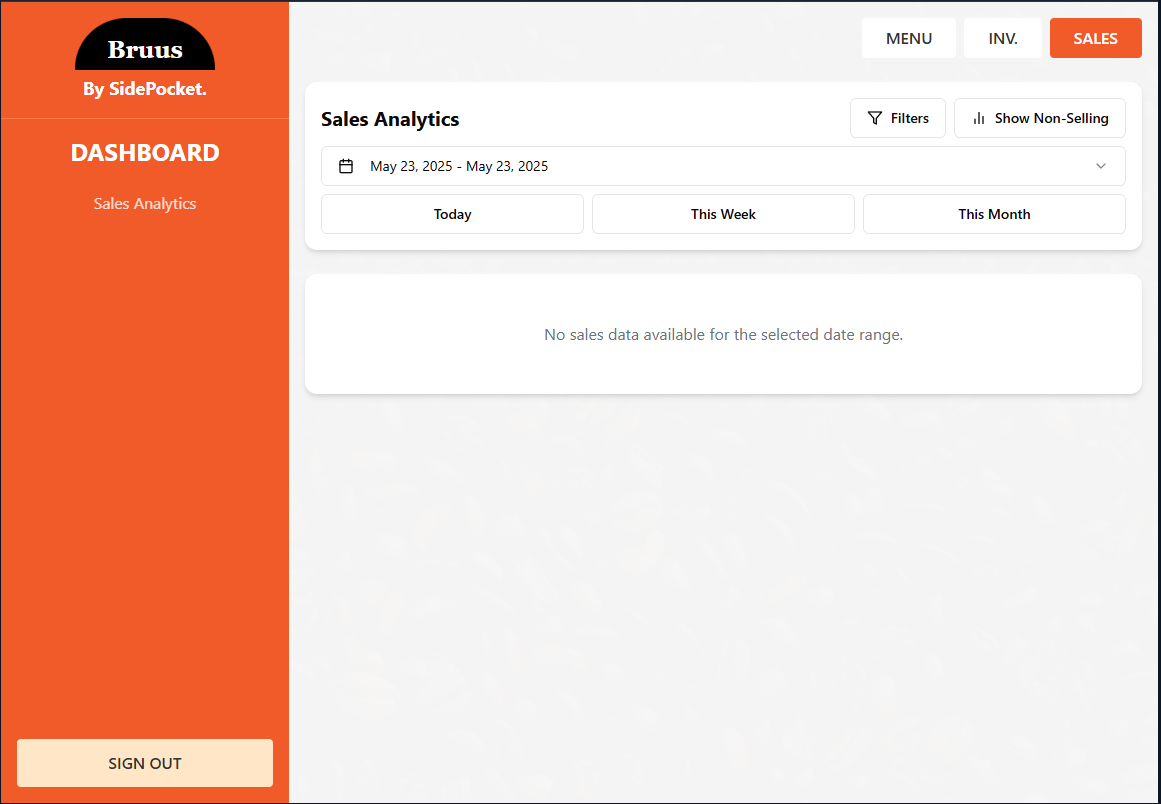 Bruus
By SidePocket.
DASHBOARD
Sales Analytics
SIGN OUT
MENU
INV.
SALES
Sales Analytics
Filters
Show Non-Selling
May 23, 2025 - May 23, 2025
Today
This Week
This Month
No sales data available for the selected date range.